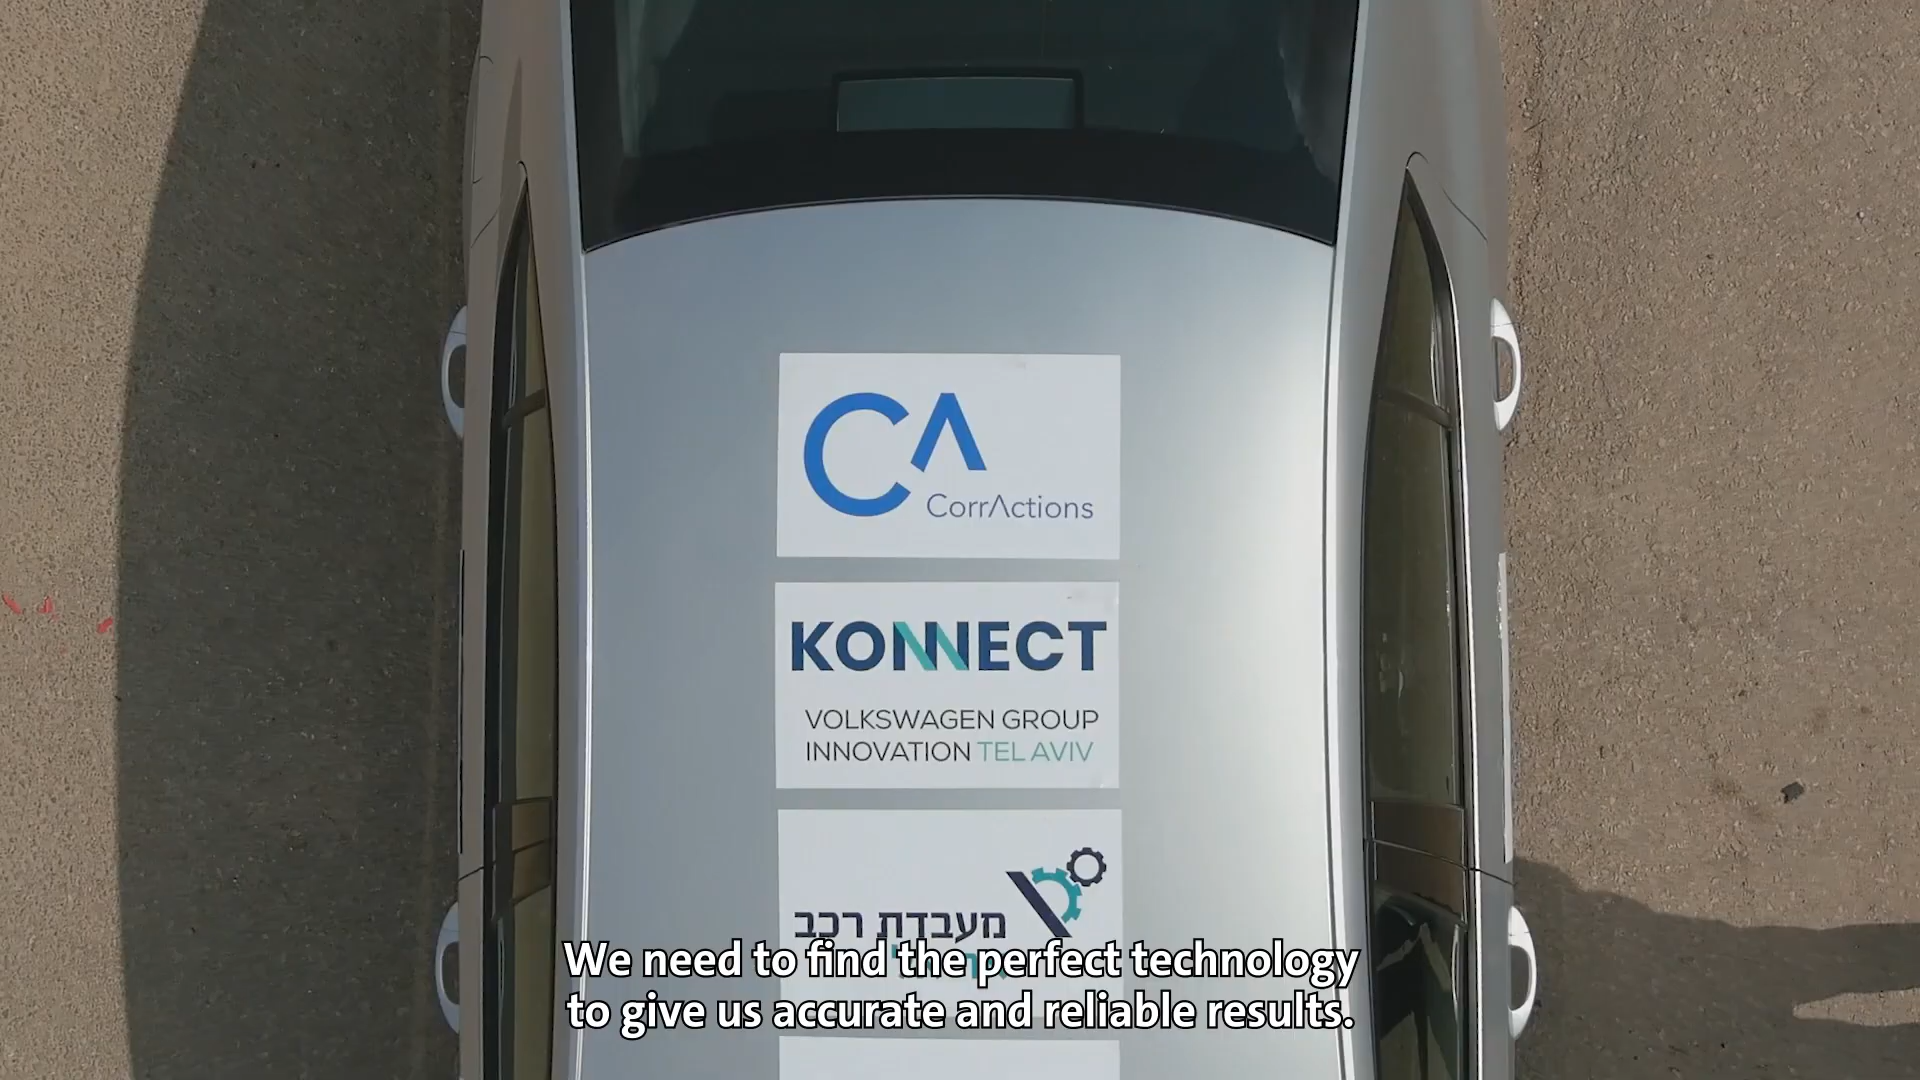 CA
CorrΛctions
KONNECT
VOLKSWAGEN GROUP
INNOVATION TEL AVIV
מעבדת רכב
We need to find the perfect technology
to give us accurate and reliable results.